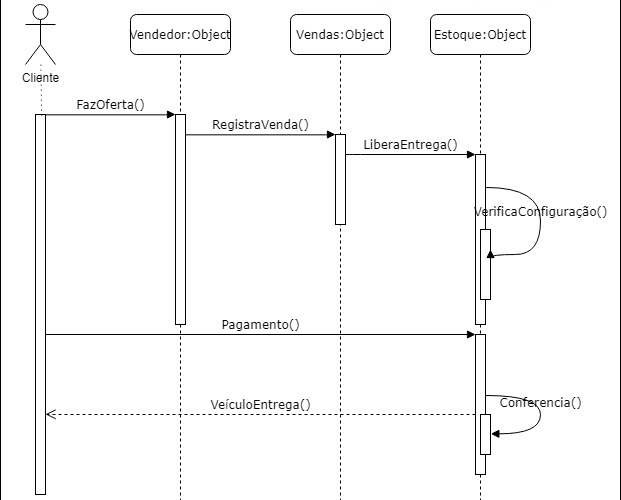 Vendedor:Object
Vendas:Object
Estoque:Object
Cliente
FazOferta()
RegistraVenda()
LiberaEntrega()
VerificaConfiguração()
Pagamento()
Conferencia()
VeículoEntrega()